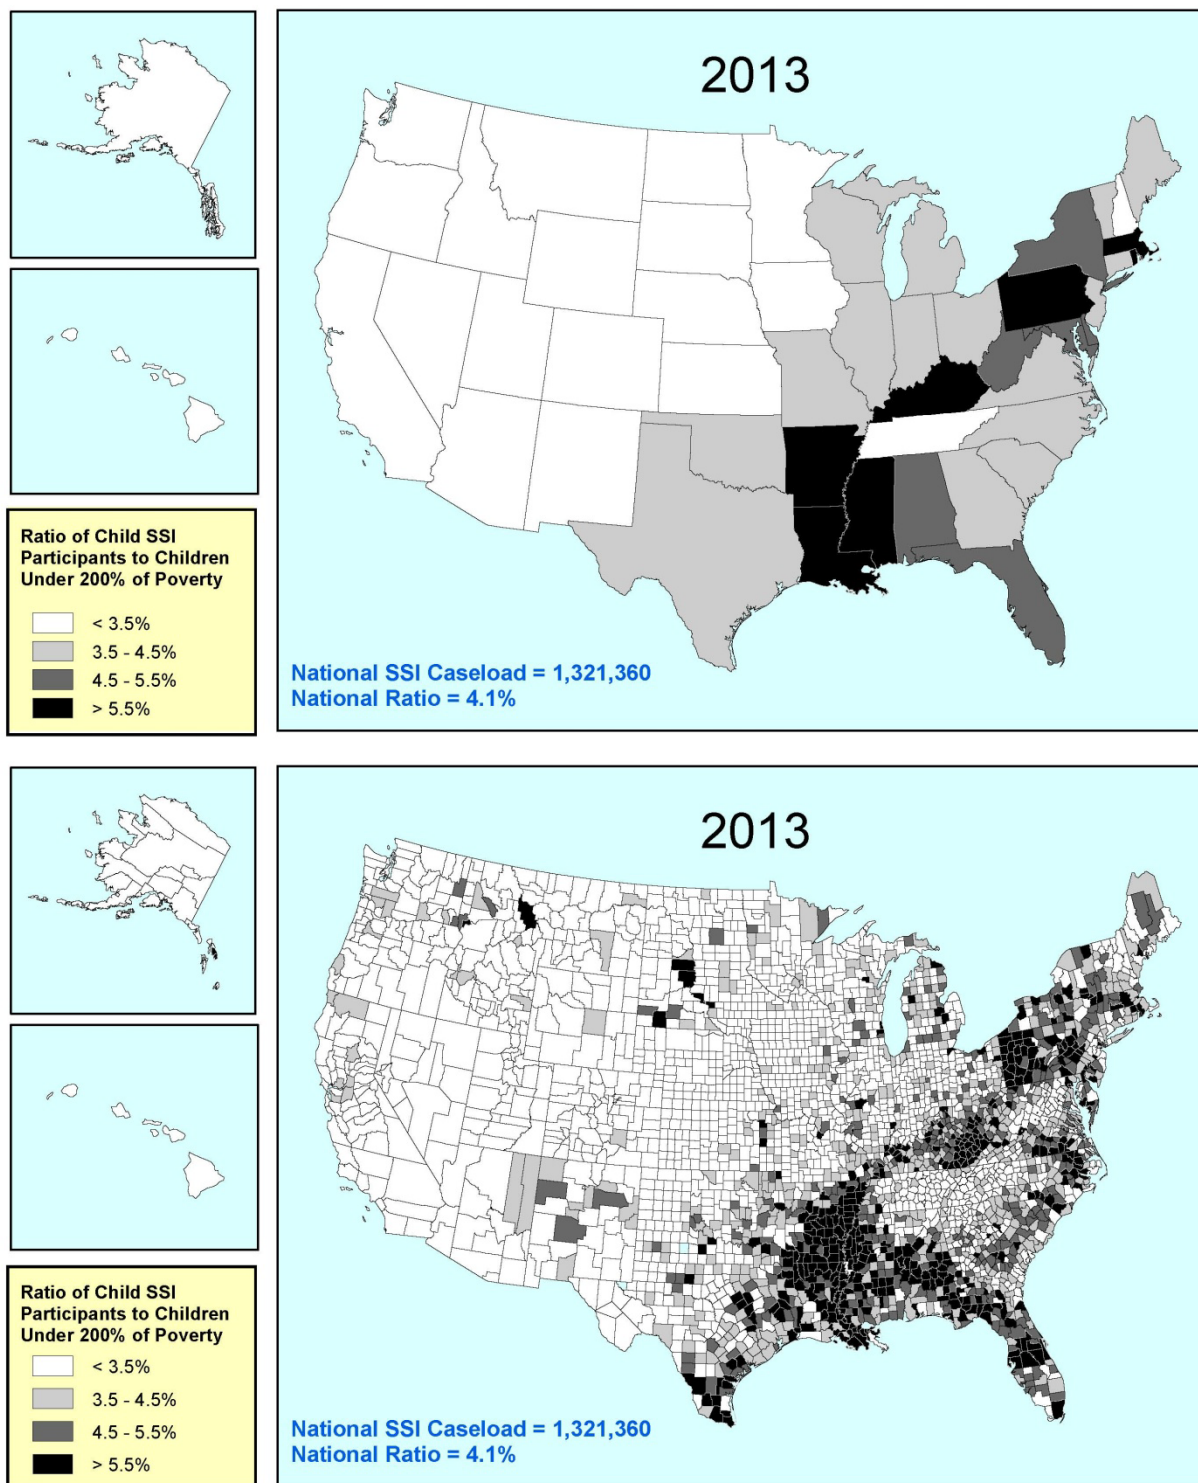 2013
Ratio of Child SSI
Participants to Children
Under 200% of Poverty
< 3.5%
3.5 - 4.5%
4.5 - 5.5%
> 5.5%
National SSI Caseload = 1,321,360
National Ratio = 4.1%
2013
Ratio of Child SSI
Participants to Children
Under 200% of Poverty
< 3.5%
3.5 - 4.5%
4.5 - 5.5%
> 5.5%
National SSI Caseload = 1,321,360
National Ratio = 4.1%